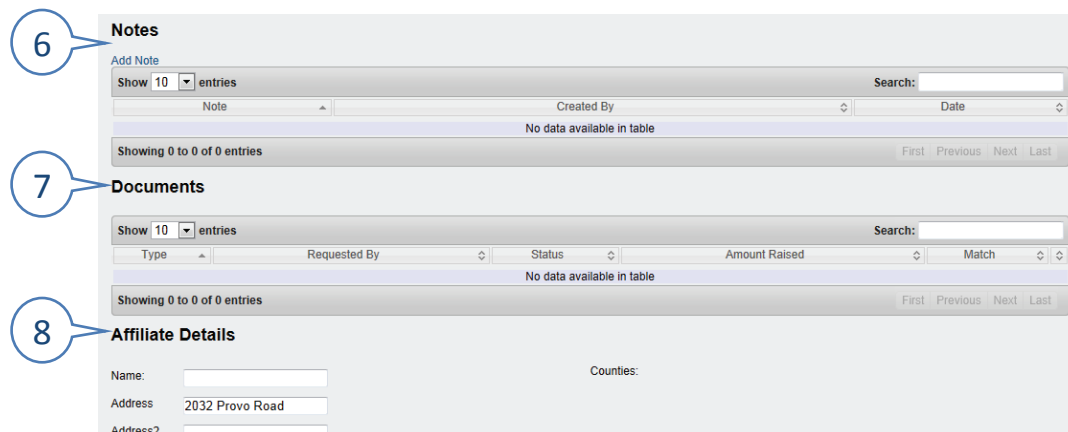 6
Notes
Add Note
Show 10 entries Search:
Note Created By Date
No data available in table
Showing 0 to 0 of 0 entries First Previous Next Last
7
Documents
Show 10 entries Search:
Type Requested By Status Amount Raised Match
No data available in table
Showing 0 to 0 of 0 entries First Previous Next Last
8
Affiliate Details
Name: Counties:
Address 2032 Provo Road
Address2